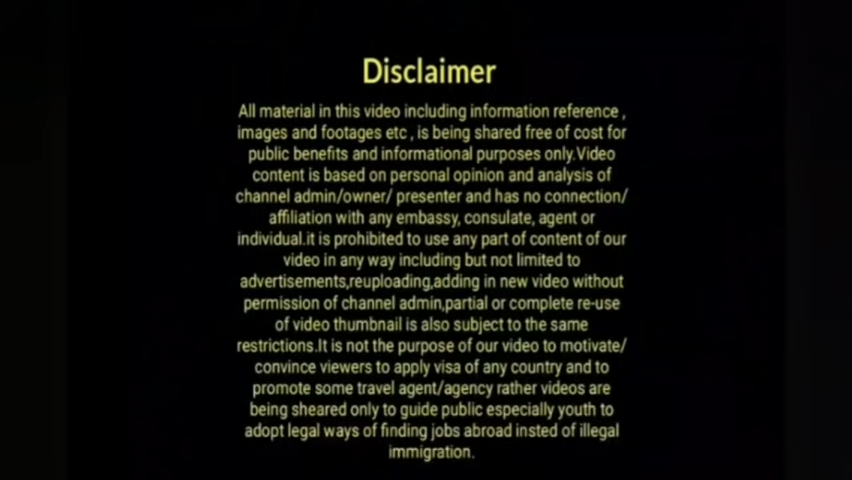 Disclaimer
All material in this video including information reference ,
images and footages etc , is being shared free of cost for
public benefits and informational purposes only.Video
content is based on personal opinion and analysis of
channel admin/owner/ presenter and has no connection/
affiliation with any embassy, consulate, agent or
individual.it is prohibited to use any part of content of our
video in any way including but not limited to
advertisements,reuploading,adding in new video without
permission of channel admin,partial or complete re-use
of video thumbnail is also subject to the same
restrictions.It is not the purpose of our video to motivate/
convince viewers to apply visa of any country and to
promote some travel agent/agency rather videos are
being sheared only to guide public especially youth to
adopt legal ways of finding jobs abroad insted of illegal
immigration.